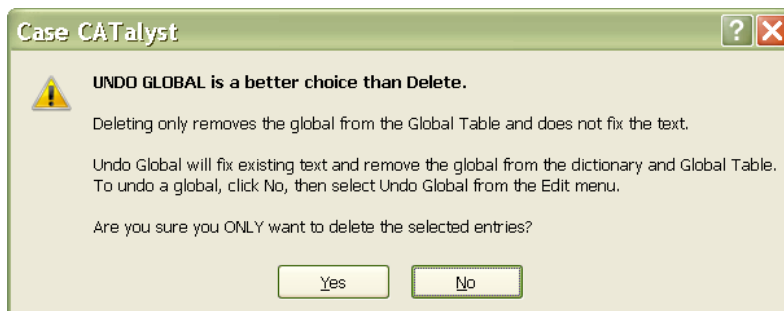 Case CATalyst
UNDO GLOBAL is a better choice than Delete.
Deleting only removes the global from the Global Table and does not fix the text.
Undo Global will fix existing text and remove the global from the dictionary and Global Table.
To undo a global, click No, then select Undo Global from the Edit menu.
Are you sure you ONLY want to delete the selected entries?
Yes No